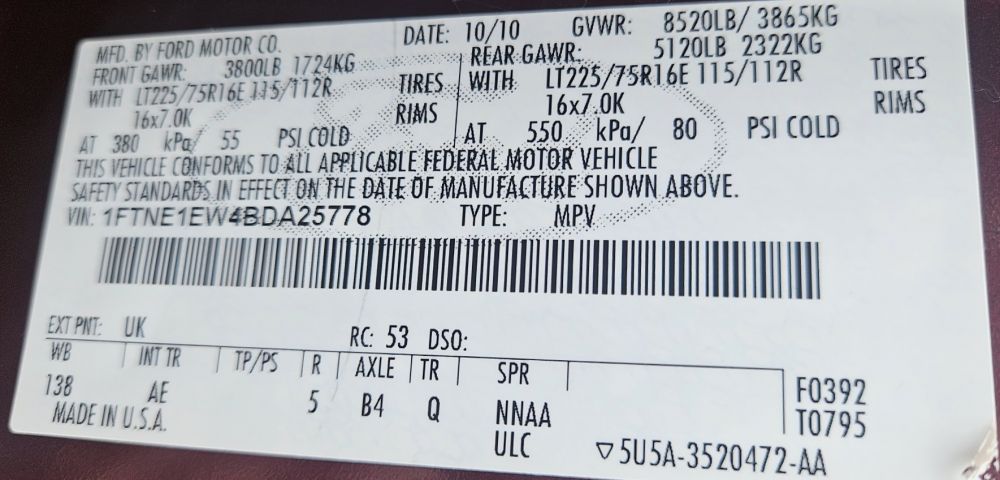 MFD. BY FORD MOTOR CO. DATE: 10/10 GVWR: 8520LB/ 3865KG
FRONT GAWR: 3800LB 1724KG REAR GAWR: 5120LB 2322KG
WITH LT225/75R16E 115/112R TIRES WITH LT225/75R16E 115/112R TIRES
16x7.0K RIMS 16x7.0K RIMS
AT 380 kPa/ 55 PSI COLD AT 550 kPa/ 80 PSI COLD
THIS VEHICLE CONFORMS TO ALL APPLICABLE FEDERAL MOTOR VEHICLE
SAFETY STANDARDS IN EFFECT ON THE DATE OF MANUFACTURE SHOWN ABOVE.
VIN: 1FTNE1EW4BDA25778 TYPE: MPV
EXT PNT: UK RC: 53 DSO:
WB INT TR TP/PS R AXLE TR SPR
138 AE 5 B4 Q NNAA F0392
MADE IN U.S.A. ULC T0795
▽5U5A-3520472-AA